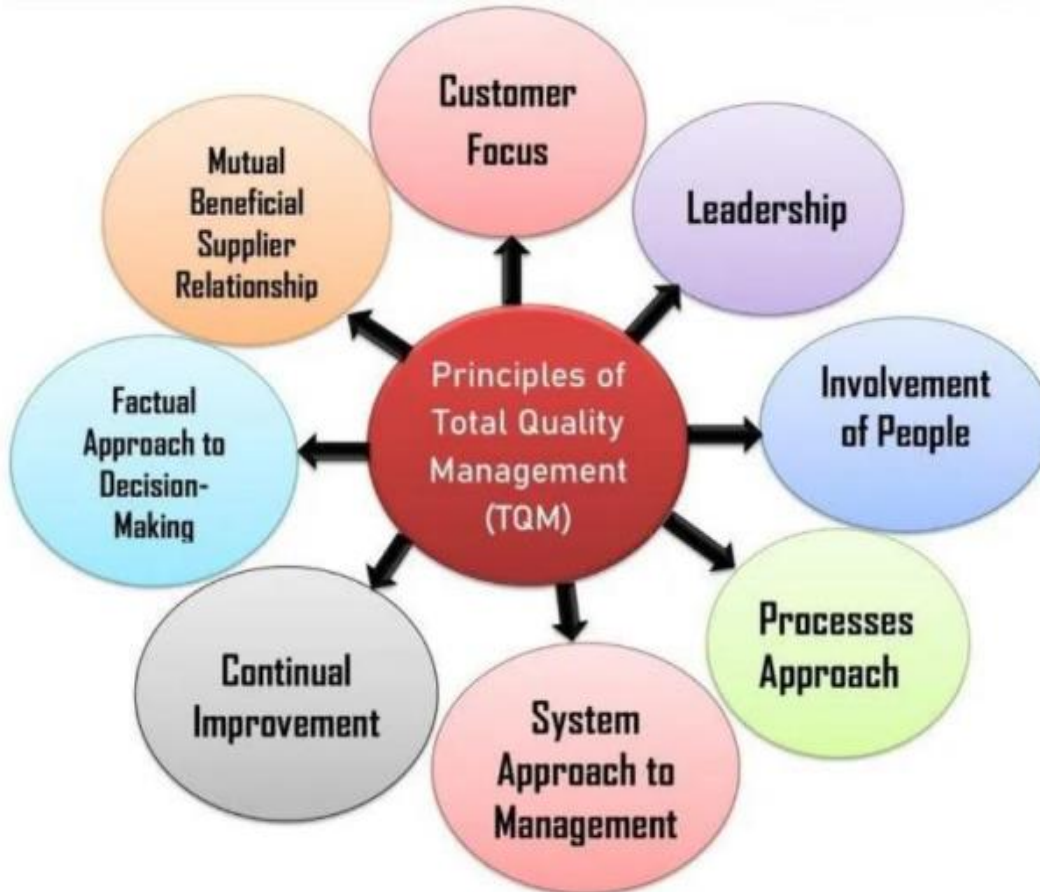 Principles of
Total Quality
Management
(TQM)
Customer
Focus
Leadership
Involvement
of People
Processes
Approach
System
Approach to
Management
Continual
Improvement
Factual
Approach to
Decision-
Making
Mutual
Beneficial
Supplier
Relationship